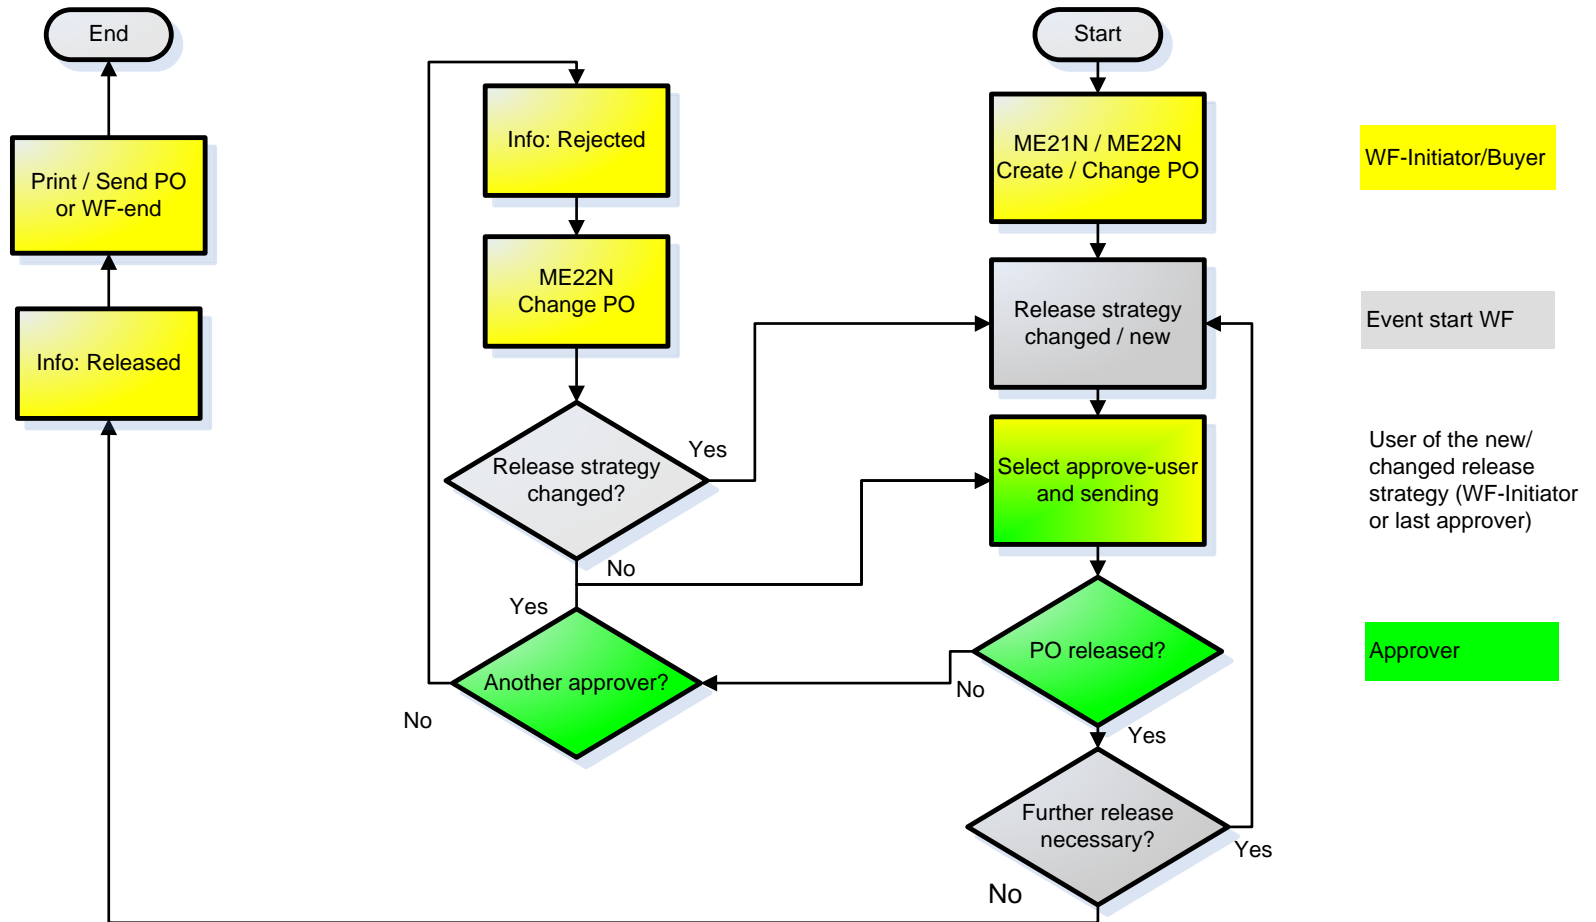 End
Start
Info: Rejected
ME21N / ME22N
Create / Change PO
WF-Initiator/Buyer
Print / Send PO
or WF-end
ME22N
Change PO
Release strategy
changed / new
Event start WF
Info: Released
Release strategy
changed?
Yes
Select approve-user
and sending
User of the new/
changed release
strategy (WF-Initiator
or last approver)
No
Yes
Another approver?
No
PO released?
No
Approver
Yes
Further release
necessary?
Yes
No